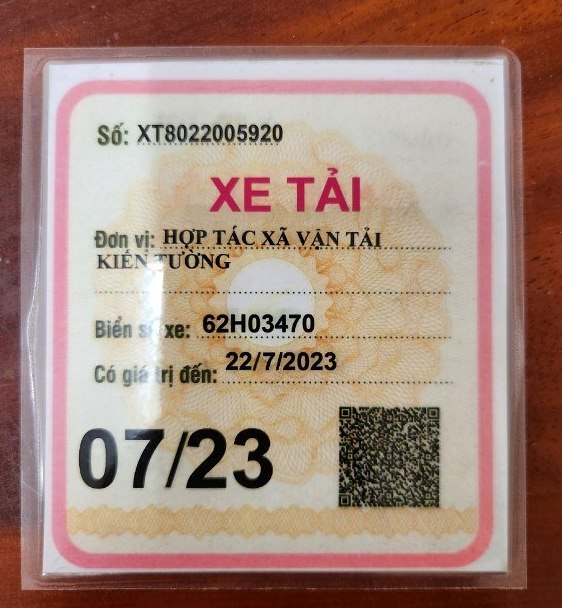 Số: XT8022005920
XE TẢI
Đơn vị: HỢP TÁC XÃ VẬN TẢI
KIẾN TƯỜNG
Biển số xe: 62H03470
Có giá trị đến: 22/7/2023
07/23